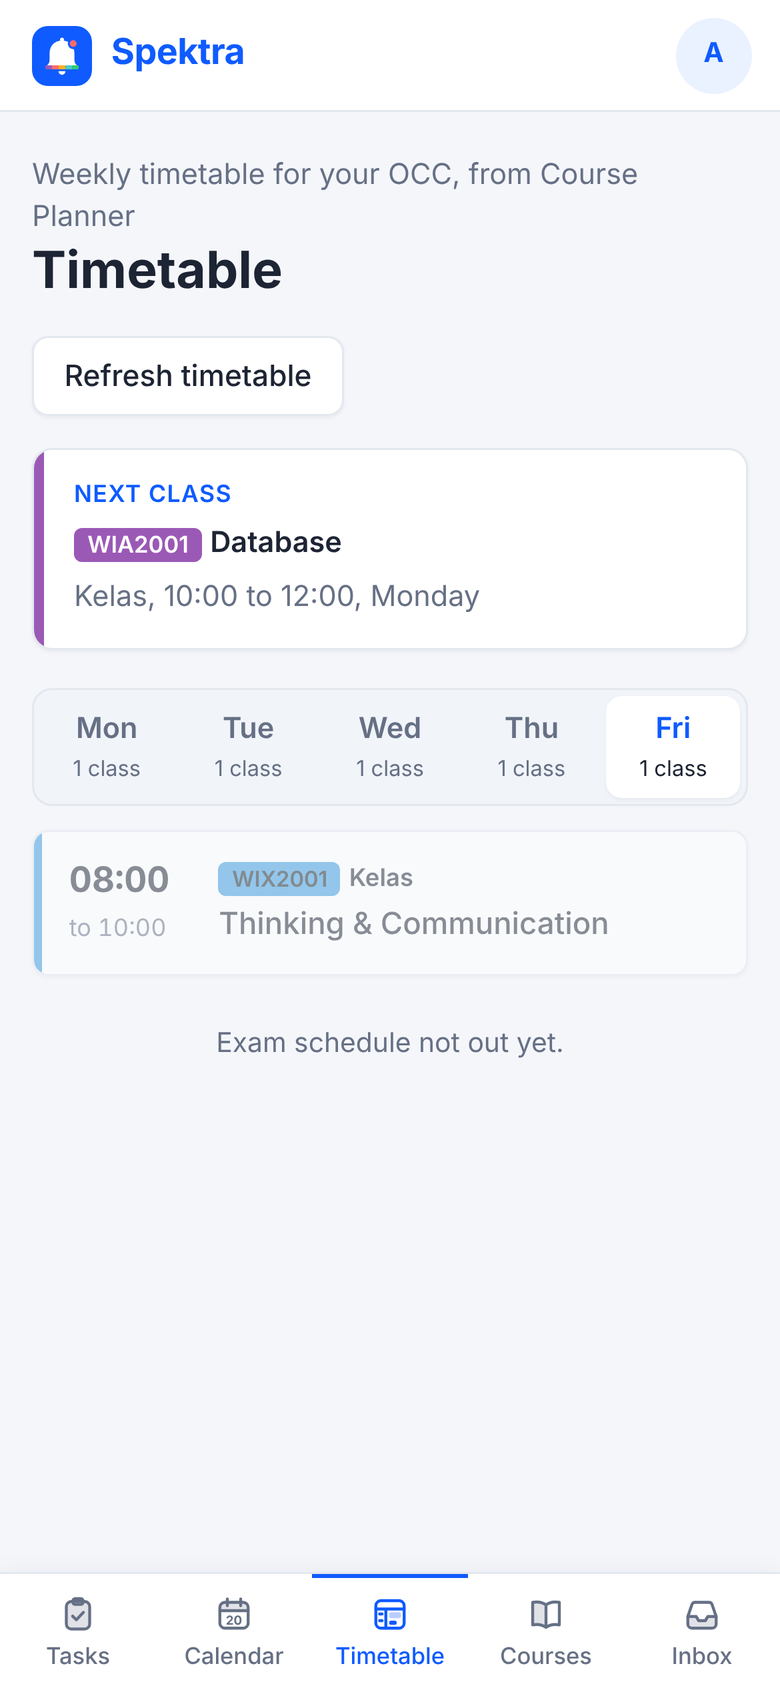 Spektra
A
Weekly timetable for your OCC, from Course
Planner
Timetable
Refresh timetable
NEXT CLASS
WIA2001 Database
Kelas, 10:00 to 12:00, Monday
Mon Tue Wed Thu Fri
1 class 1 class 1 class 1 class 1 class
08:00 WIX2001 Kelas
to 10:00 Thinking & Communication
Exam schedule not out yet.
20
Tasks Calendar Timetable Courses Inbox